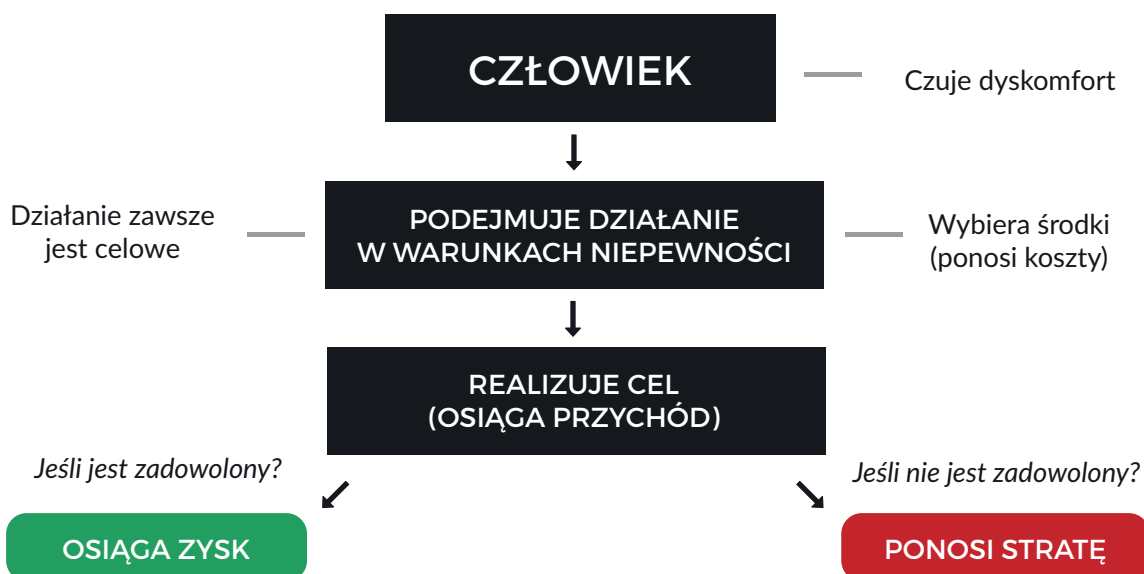 CZŁOWIEK
Czuje dyskomfort
Działanie zawsze
jest celowe
PODEJMUJE DZIAŁANIE
W WARUNKACH NIEPEWNOŚCI
Wybiera środki
(ponosi koszty)
REALIZUJE CEL
(OSIĄGA PRZYCHÓD)
Jeśli jest zadowolony?
Jeśli nie jest zadowolony?
OSIĄGA ZYSK
PONOSI STRATĘ